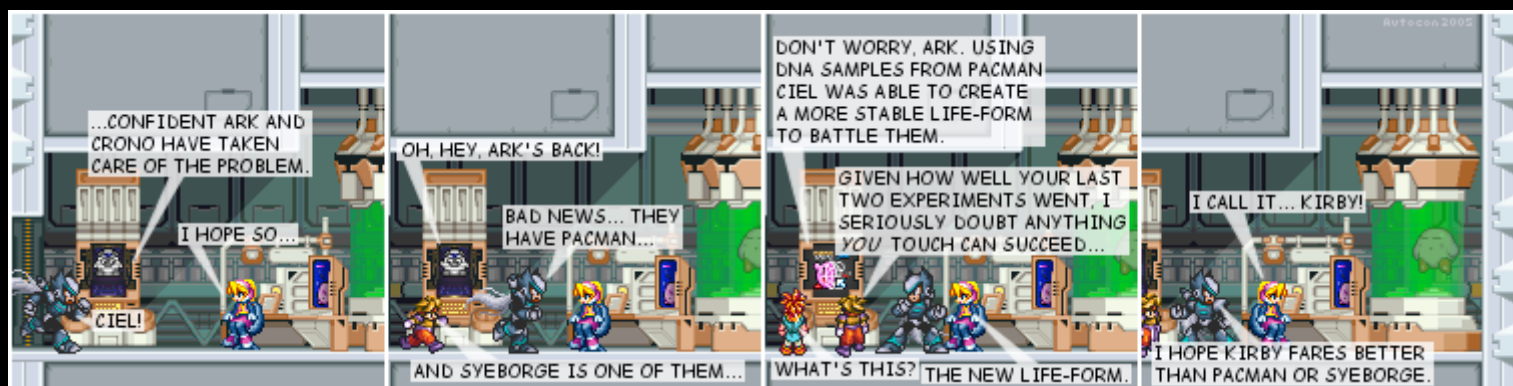 ...CONFIDENT ARK AND
CRONO HAVE TAKEN
CARE OF THE PROBLEM.
I HOPE SO...
CIEL!
OH, HEY, ARK'S BACK!
BAD NEWS... THEY
HAVE PACMAN...
AND SYEBORGE IS ONE OF THEM...
DON'T WORRY, ARK. USING
DNA SAMPLES FROM PACMAN
CIEL WAS ABLE TO CREATE
A MORE STABLE LIFE-FORM
TO BATTLE THEM.
GIVEN HOW WELL YOUR LAST
TWO EXPERIMENTS WENT, I
SERIOUSLY DOUBT ANYTHING
YOU TOUCH CAN SUCCEED...
WHAT'S THIS?
THE NEW LIFE-FORM.
Autocon 2005
I CALL IT... KIRBY!
I HOPE KIRBY FARES BETTER
THAN PACMAN OR SYEBORGE.